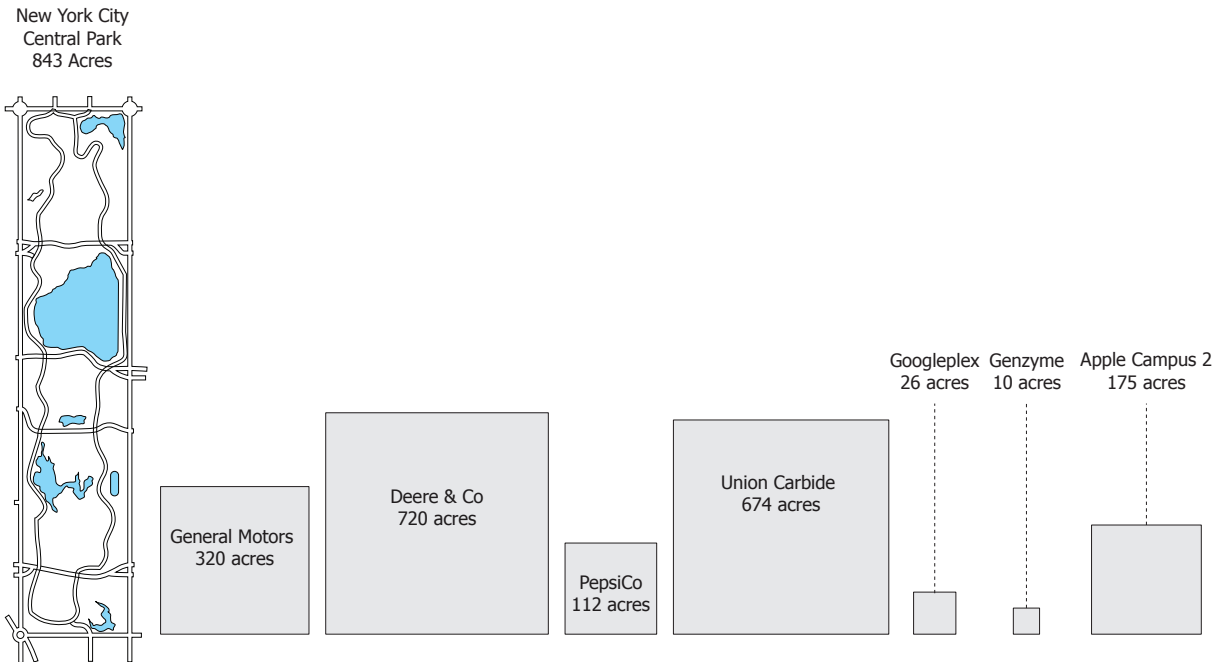 New York City
Central Park
843 Acres
General Motors
320 acres
Deere & Co
720 acres
PepsiCo
112 acres
Union Carbide
674 acres
Googleplex
26 acres
Genzyme
10 acres
Apple Campus 2
175 acres